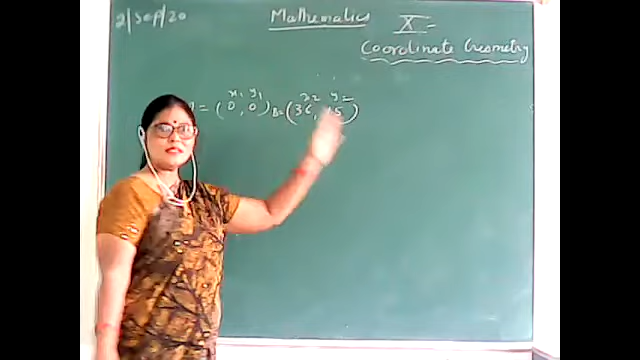 2/Sep/20
Mathematics
X
Coordinate Geometry
x1 y1 x2 y2
= (0, 0) B=(36, 15)